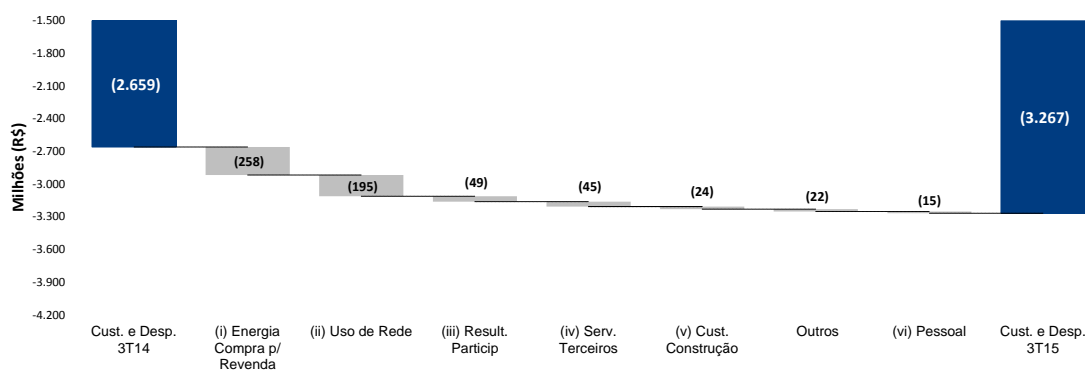 -1.500
-1.800
-2.100
-2.400
-2.700
-3.000
-3.300
-3.600
-3.900
-4.200
Milhões (R$)
(2.659)
(258)
(195)
(49)
(45)
(24)
(22)
(15)
(3.267)
Cust. e Desp.
3T14
(i) Energia
Compra p/
Revenda
(ii) Uso de Rede
(iii) Result.
Particip
(iv) Serv.
Terceiros
(v) Cust.
Construção
Outros
(vi) Pessoal
Cust. e Desp.
3T15